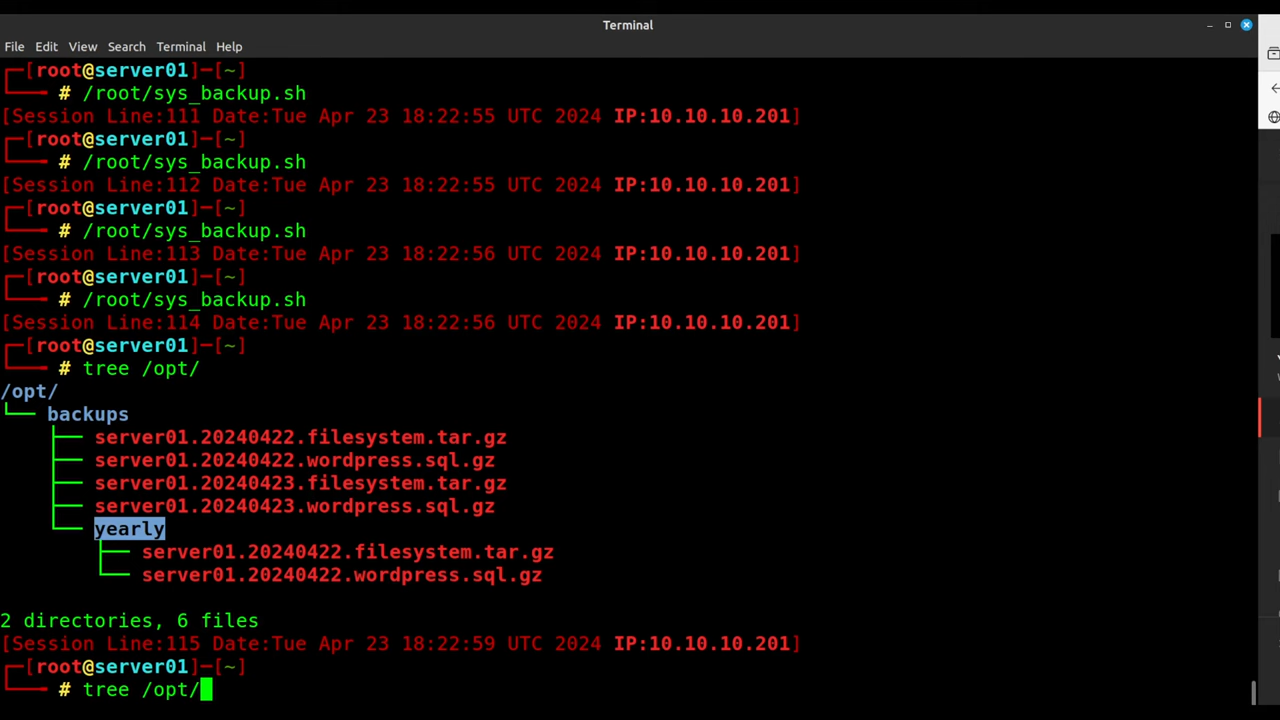 Terminal
File Edit View Search Terminal Help
┌─[root@server01]─[~]
└──╼ # /root/sys_backup.sh
[Session Line:111 Date:Tue Apr 23 18:22:55 UTC 2024 IP:10.10.10.201]
┌─[root@server01]─[~]
└──╼ # /root/sys_backup.sh
[Session Line:112 Date:Tue Apr 23 18:22:55 UTC 2024 IP:10.10.10.201]
┌─[root@server01]─[~]
└──╼ # /root/sys_backup.sh
[Session Line:113 Date:Tue Apr 23 18:22:56 UTC 2024 IP:10.10.10.201]
┌─[root@server01]─[~]
└──╼ # /root/sys_backup.sh
[Session Line:114 Date:Tue Apr 23 18:22:56 UTC 2024 IP:10.10.10.201]
┌─[root@server01]─[~]
└──╼ # tree /opt/
/opt/
└── backups
    ├── server01.20240422.filesystem.tar.gz
    ├── server01.20240422.wordpress.sql.gz
    ├── server01.20240423.filesystem.tar.gz
    ├── server01.20240423.wordpress.sql.gz
    └── yearly
        ├── server01.20240422.filesystem.tar.gz
        └── server01.20240422.wordpress.sql.gz
2 directories, 6 files
[Session Line:115 Date:Tue Apr 23 18:22:59 UTC 2024 IP:10.10.10.201]
┌─[root@server01]─[~]
└──╼ # tree /opt/